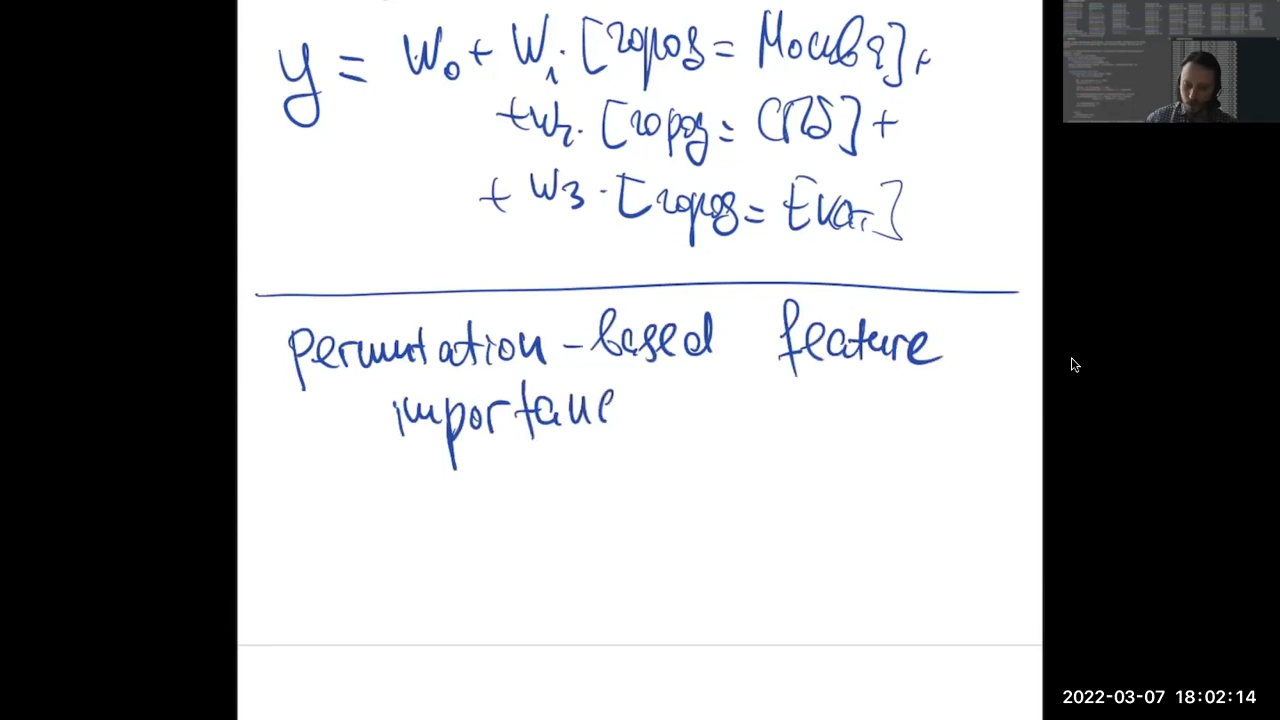 y = w₀ + w₁ · [город = Москва] +
+ w₂ · [город = СПб] +
+ w₃ · [город = Екат]
permutation-based feature
importanc
2022-03-07 18:02:14